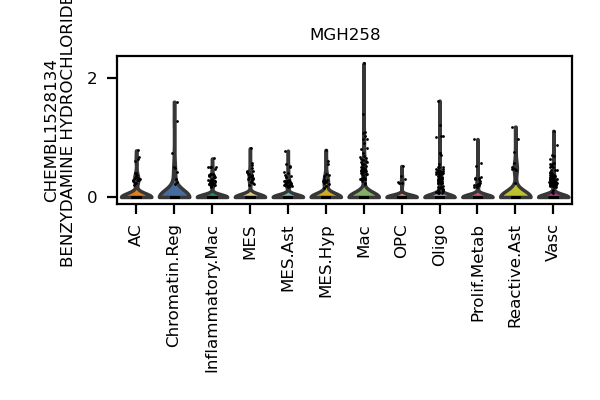 MGH258
CHEMBL1528134
BENZYDAMINE HYDROCHLORIDE
2
0
AC
Chromatin.Reg
Inflammatory.Mac
MES
MES.Ast
MES.Hyp
Mac
OPC
Oligo
Prolif.Metab
Reactive.Ast
Vasc